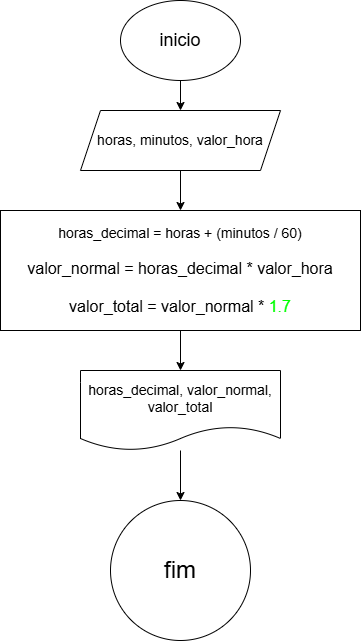 inicio
horas, minutos, valor_hora
horas_decimal = horas + (minutos / 60)
valor_normal = horas_decimal * valor_hora
valor_total = valor_normal * 1.7
horas_decimal, valor_normal,
valor_total
fim